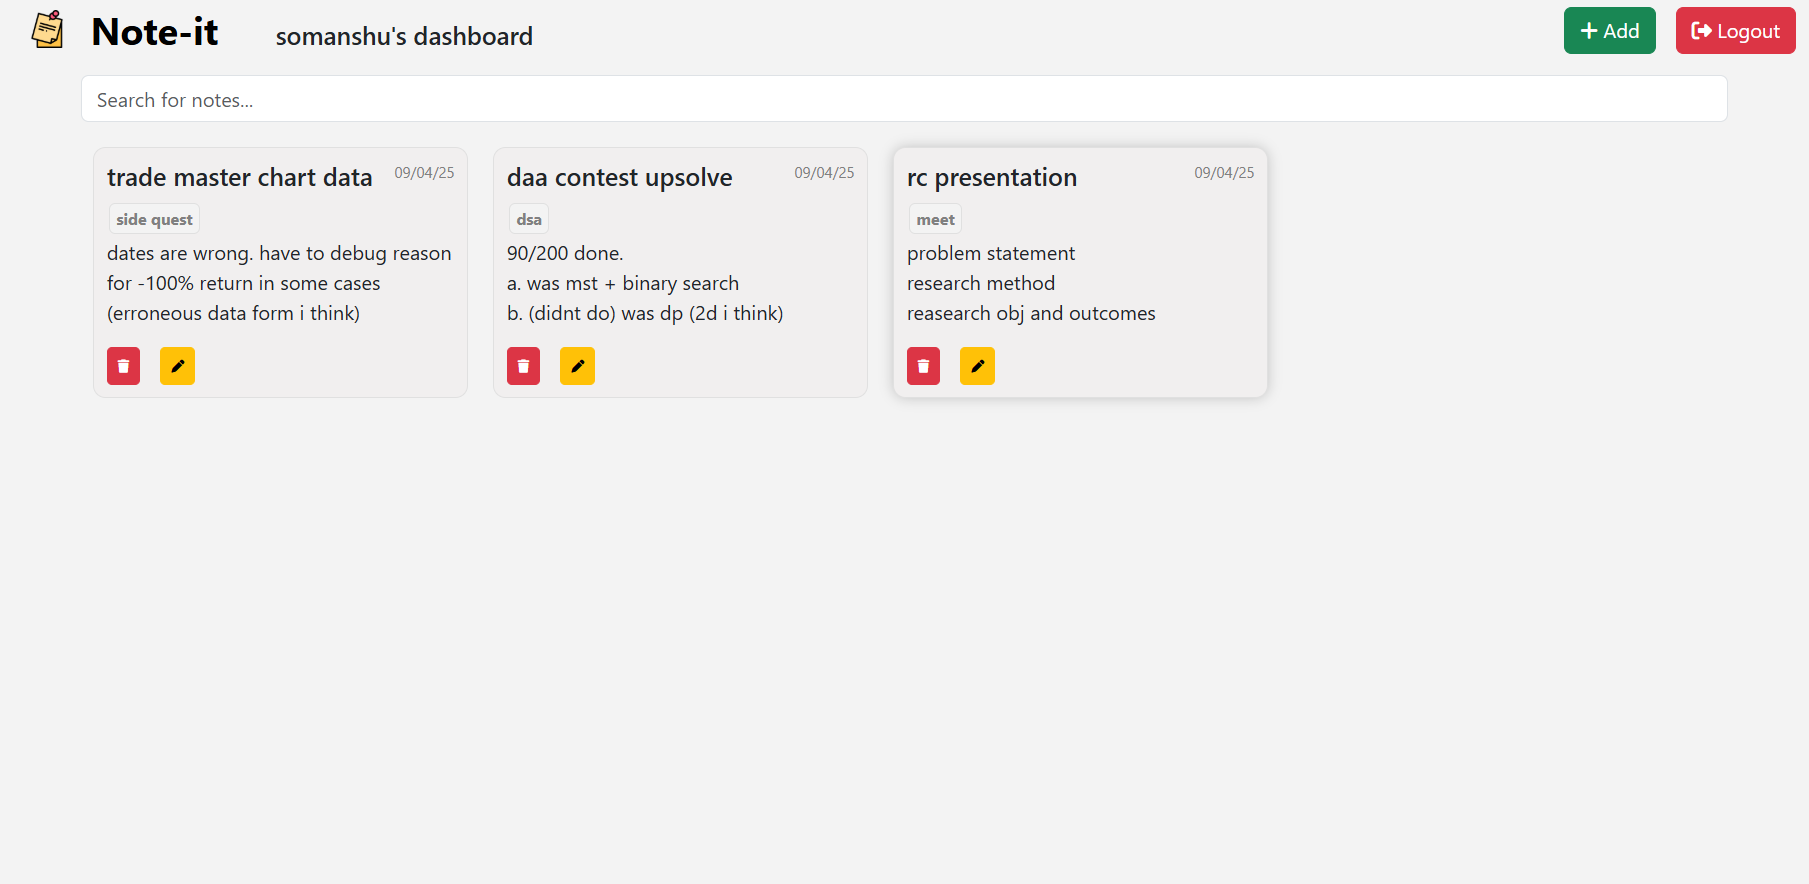 Note-it
somanshu's dashboard
Add
Logout
Search for notes...
trade master chart data
09/04/25
side quest
dates are wrong. have to debug reason
for -100% return in some cases
(erroneous data form i think)
daa contest upsolve
09/04/25
dsa
90/200 done.
a. was mst + binary search
b. (didnt do) was dp (2d i think)
rc presentation
09/04/25
meet
problem statement
research method
reasearch obj and outcomes